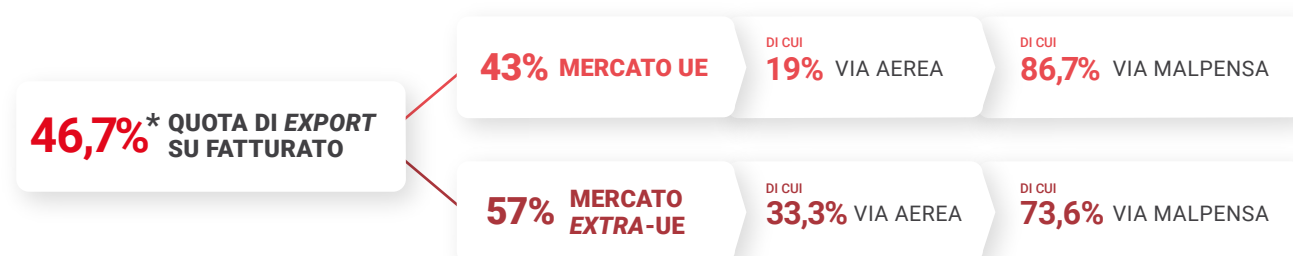 46,7%* QUOTA DI EXPORT
SU FATTURATO
43% MERCATO UE
DI CUI
19% VIA AEREA
DI CUI
86,7% VIA MALPENSA
57% MERCATO
EXTRA-UE
DI CUI
33,3% VIA AEREA
DI CUI
73,6% VIA MALPENSA